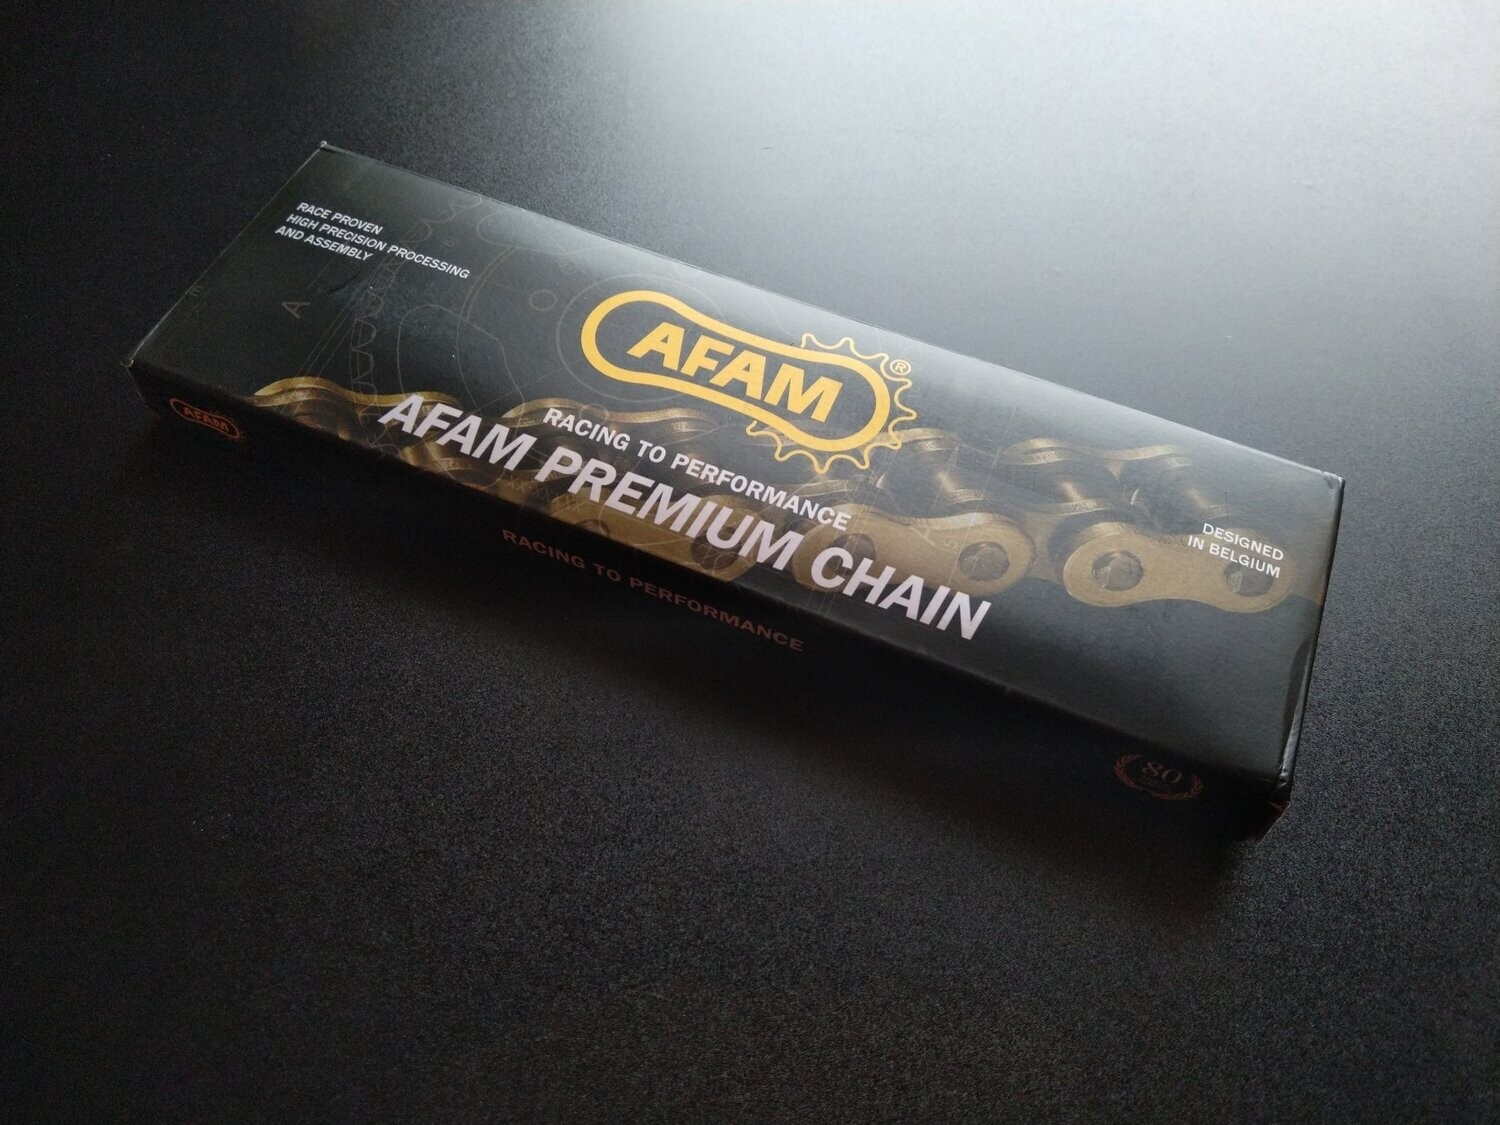 RACE PROVEN
HIGH PRECISION PROCESSING
AND ASSEMBLY
AFAM®
RACING TO PERFORMANCE
AFAM PREMIUM CHAIN
DESIGNED
IN BELGIUM
AFAM
RACING TO PERFORMANCE
80